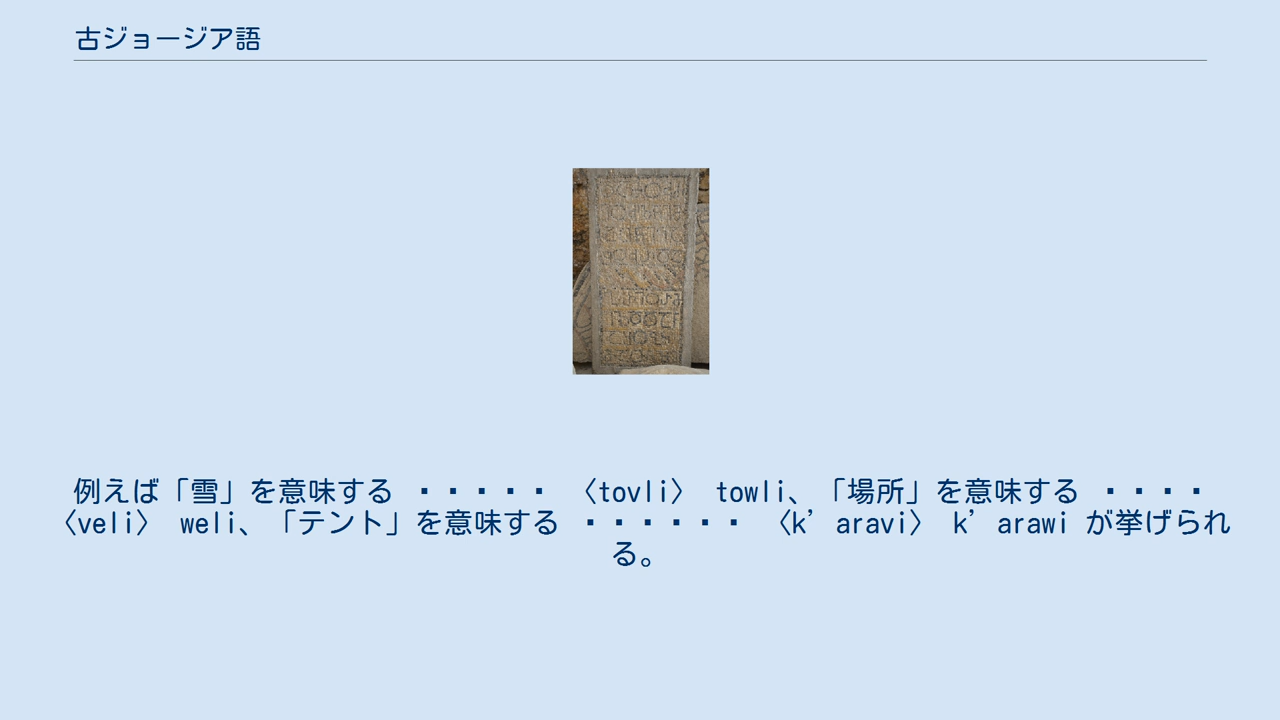 古ジョージア語
例えば「雪」を意味する ・・・・・ 〈tovli〉 towli、「場所」を意味する ・・・・
〈veli〉 weli、「テント」を意味する ・・・・・・ 〈k’aravi〉 k’arawi が挙げられ
る。